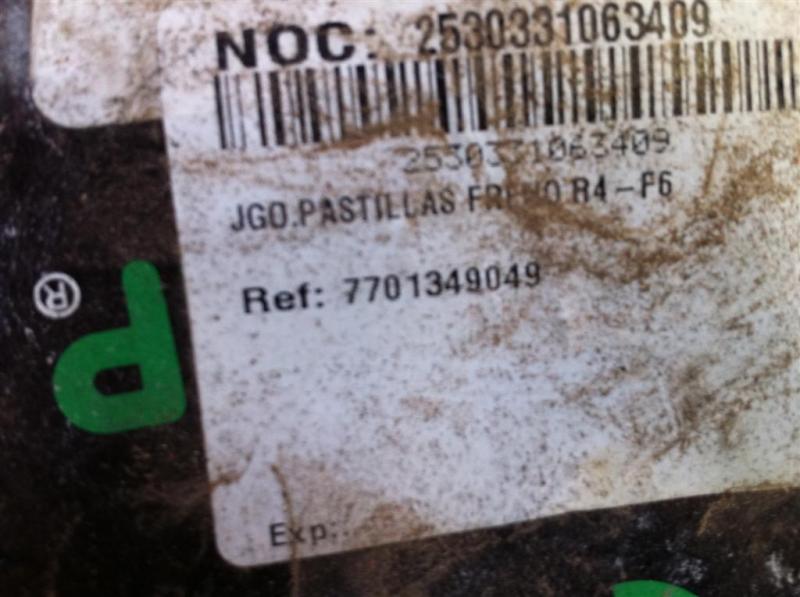 NOC: 2530331063409
2530331063409
JGO.PASTILLAS FRENO R4-F6
Ref: 7701349049
Exp.:
®
P